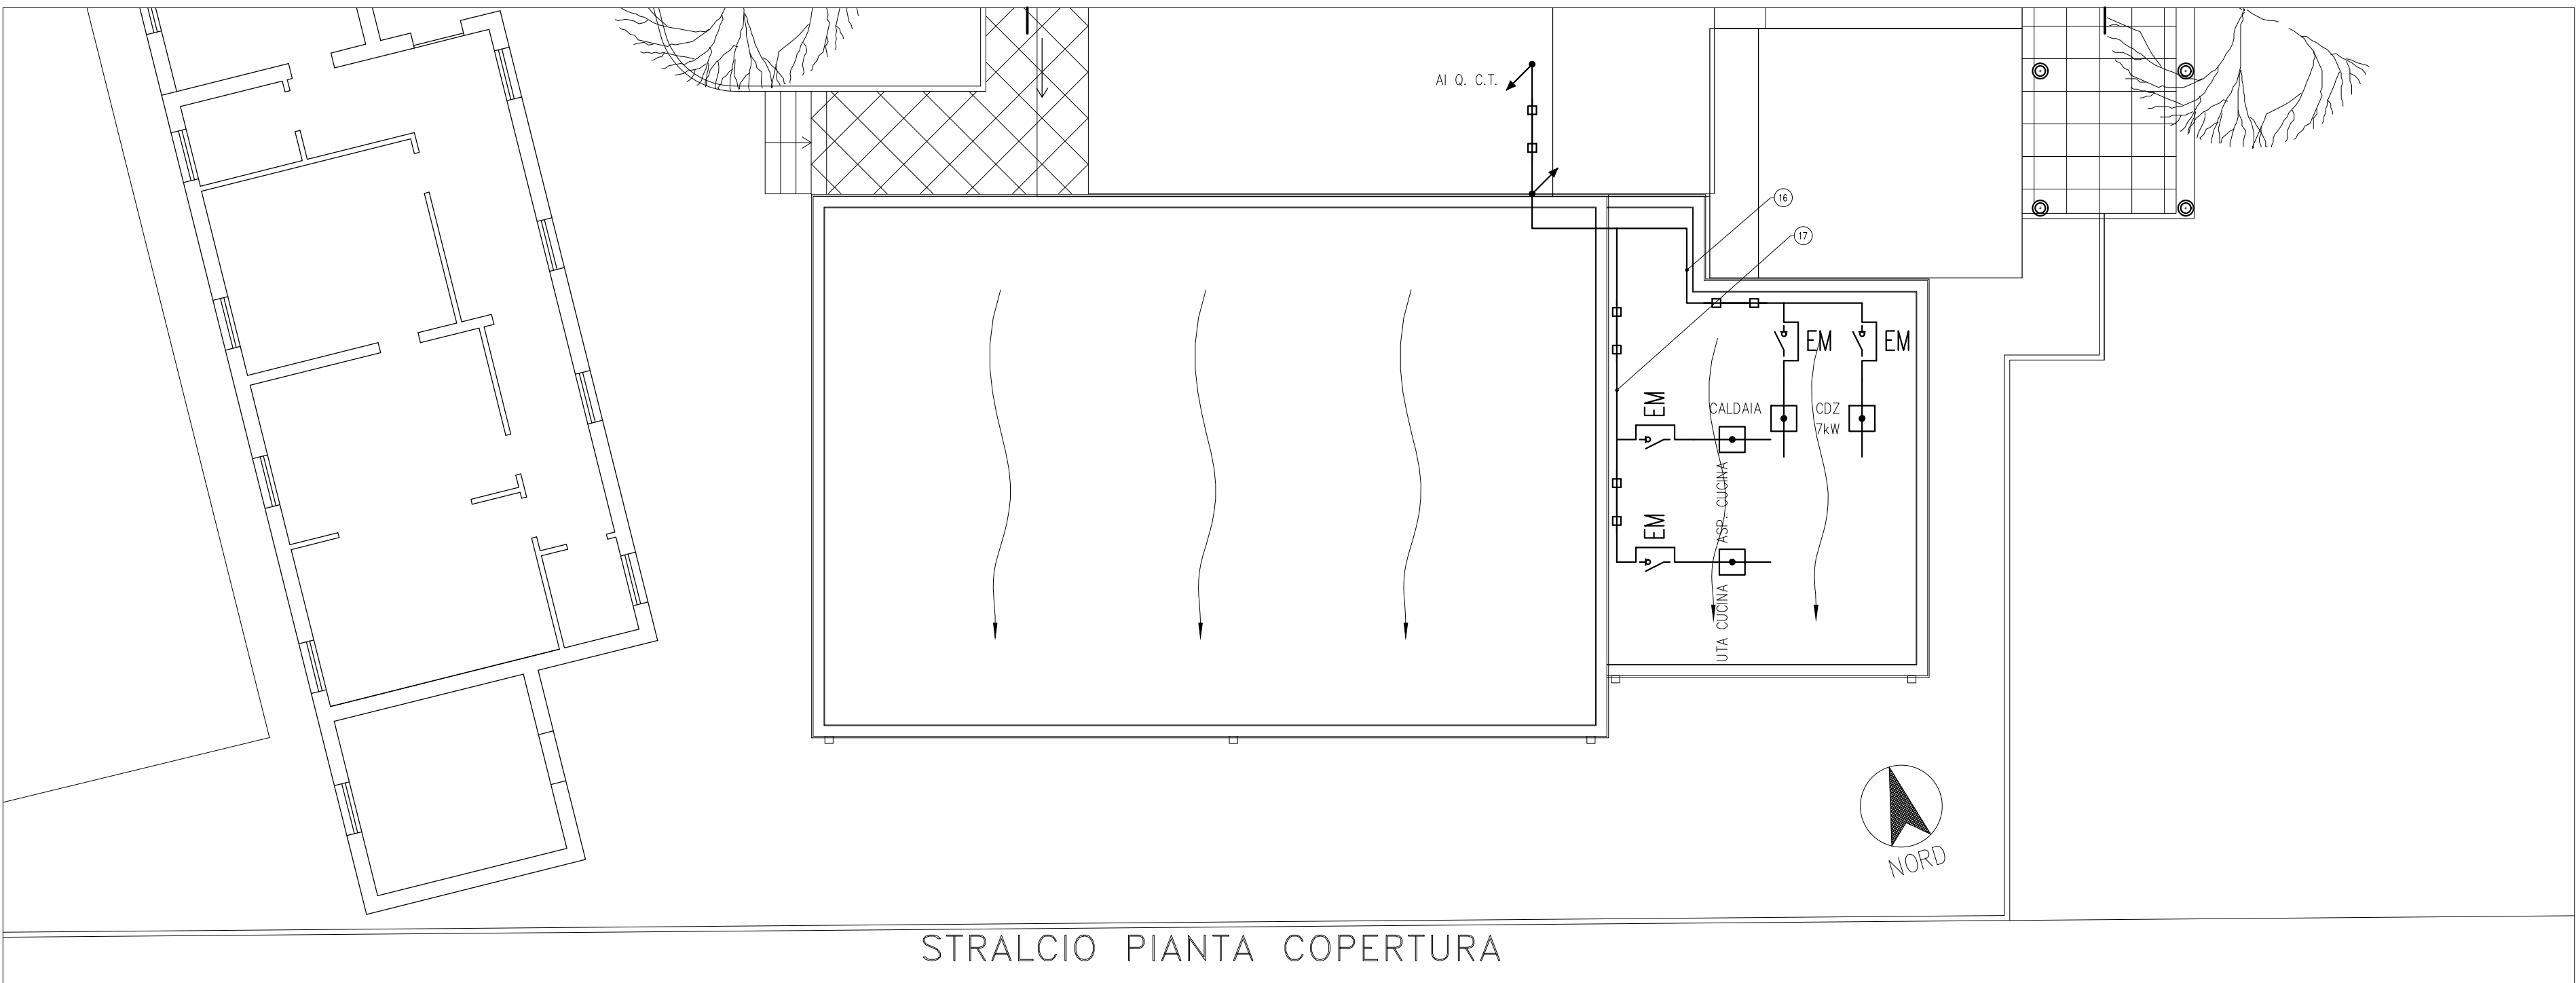 AI Q. C.T.
16
17
EM
EM
EM
CALDAIA
CDZ
7kW
ASP. CUCINA
EM
UTA CUCINA
NORD
STRALCIO PIANTA COPERTURA